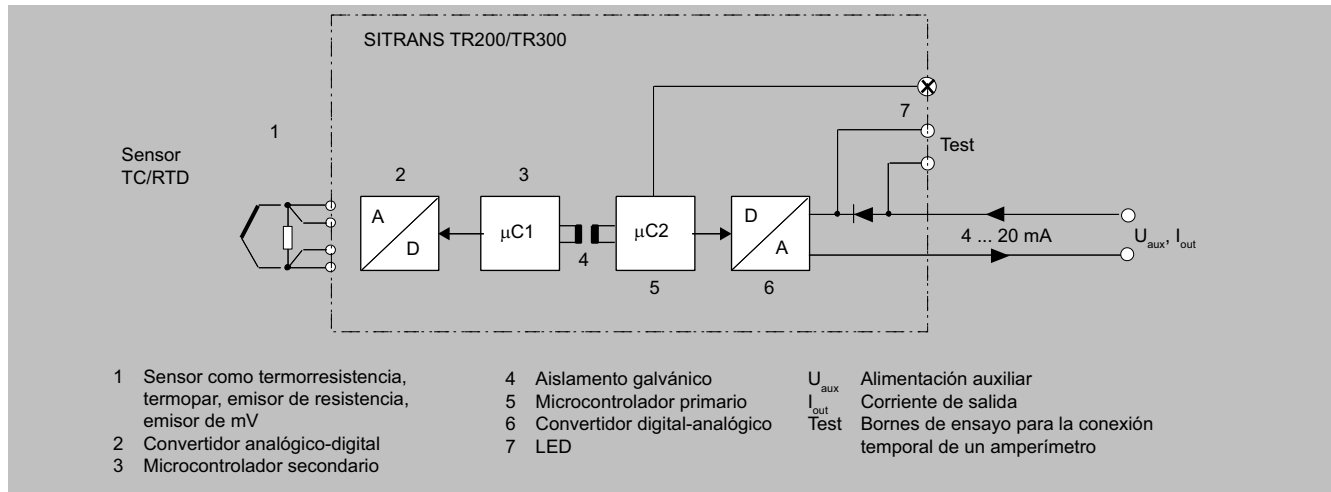 SITRANS TR200/TR300
1
7
Sensor
TC/RTD
Test
2
3
A
D
µC1
µC2
D
A
4
4 ... 20 mA
Uaux, Iout
5
6
1 Sensor como termorresistencia,
termopar, emisor de resistencia,
emisor de mV
2 Convertidor analógico-digital
3 Microcontrolador secundario
4 Aislamento galvánico
5 Microcontrolador primario
6 Convertidor digital-analógico
7 LED
Uaux Alimentación auxiliar
Iout Corriente de salida
Test Bornes de ensayo para la conexión
temporal de un amperímetro